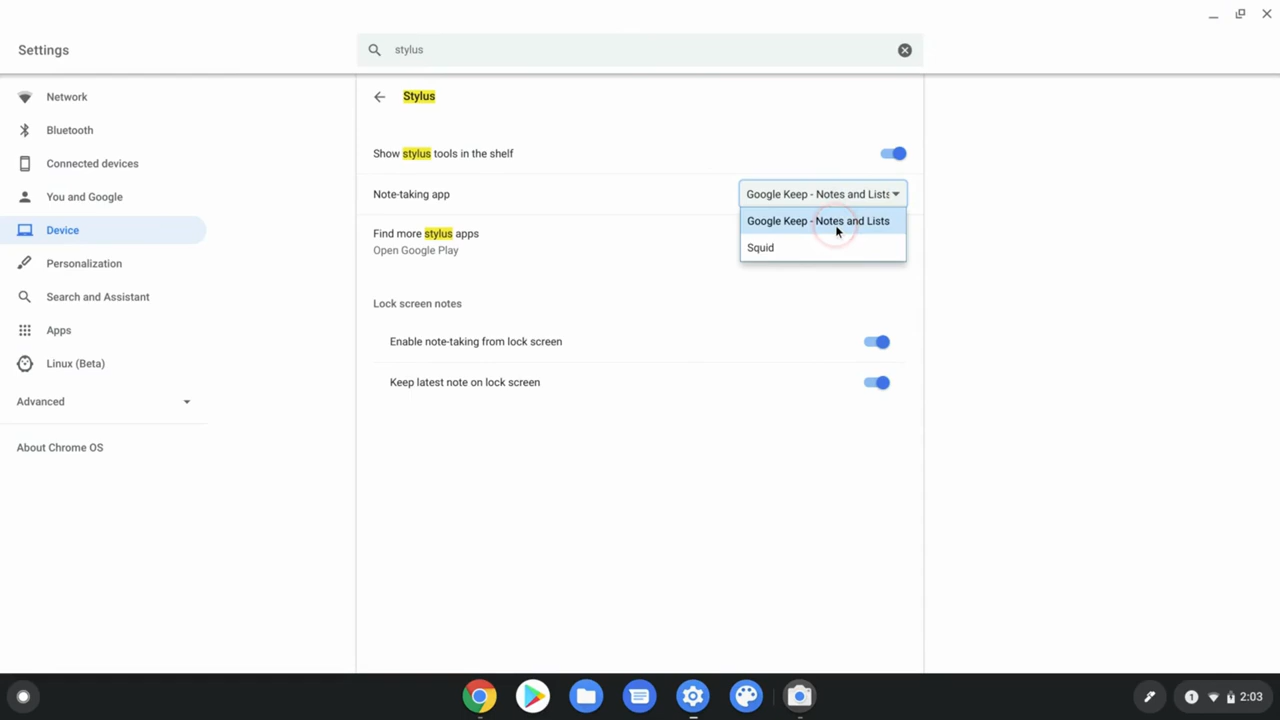 Settings
stylus
Network
Bluetooth
Connected devices
You and Google
Device
Personalization
Search and Assistant
Apps
Linux (Beta)
Advanced
About Chrome OS
Stylus
Show stylus tools in the shelf
Note-taking app
Google Keep - Notes and Lists
Google Keep - Notes and Lists
Squid
Find more stylus apps
Open Google Play
Lock screen notes
Enable note-taking from lock screen
Keep latest note on lock screen
1
2:03